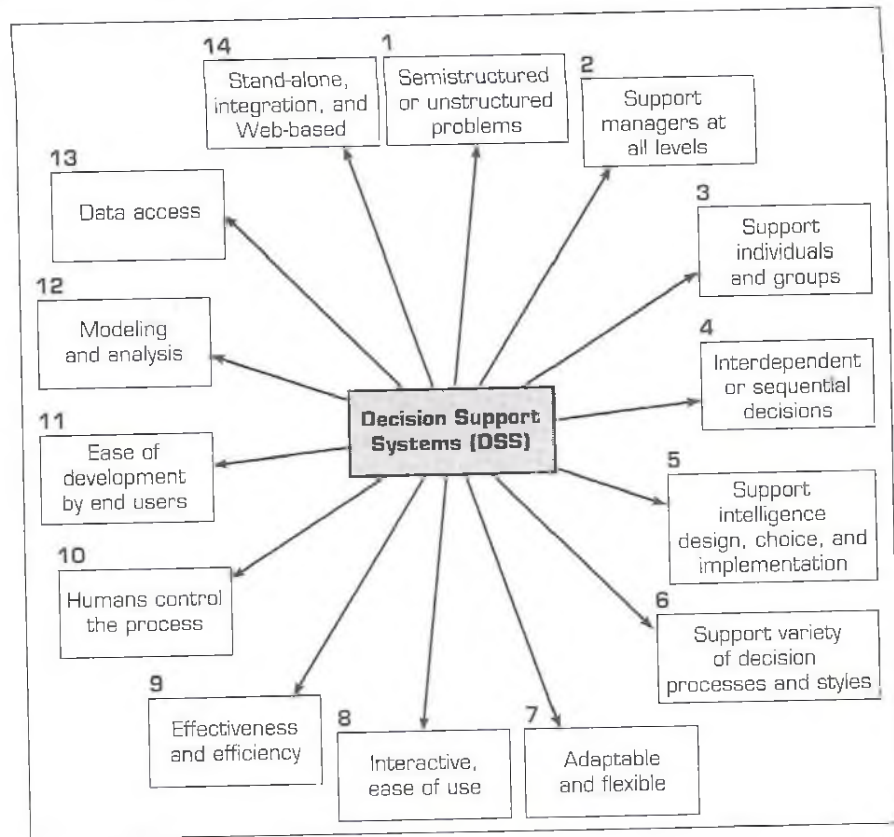 14
Stand-alone,
integration, and
Web-based
1
Semistructured
or unstructured
problems
2
Support
managers at
all levels
13
Data access
3
Support
individuals
and groups
12
Modeling
and analysis
4
Interdependent
or sequential
decisions
Decision Support
Systems (DSS)
11
Ease of
development
by end users
5
Support
intelligence
design, choice, and
implementation
10
Humans control
the process
6
Support variety
of decision
processes and styles
9
Effectiveness
and efficiency
8
Interactive,
ease of use
7
Adaptable
and flexible